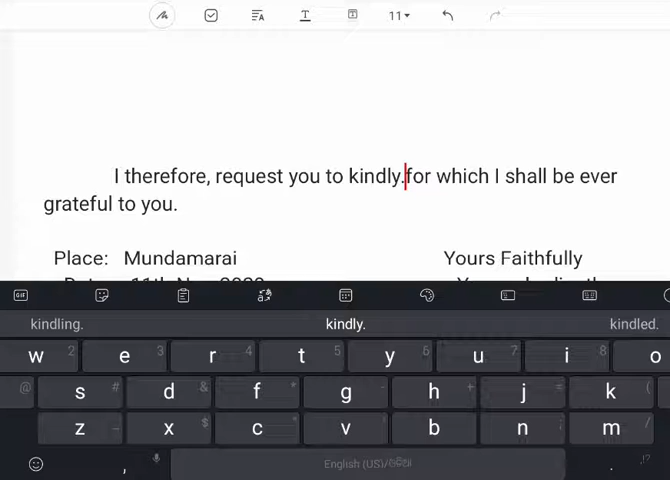 11
I therefore, request you to kindly.for which I shall be ever
grateful to you.
Place: Mundamarai Yours Faithfully
GIF
kindling. kindly. kindled.
w 2 e 3 r 4 t 5 y 6 u 7 i 8 o
@ s # d & f * g - h + j ( k
z _ x $ c " v ' b : n ; m /
, English (US)/ଓଡ଼ିଆ . ,!?